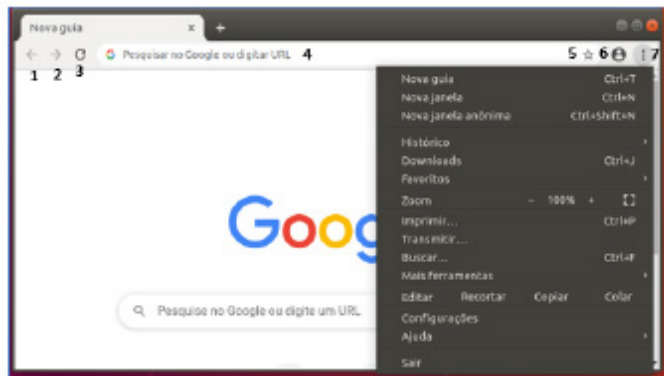 Nova guia
Pesquisar no Google ou digitar URL 4 5 6 7
1 2 3
Nova guia Ctrl+T
Nova janela Ctrl+N
Nova janela anônima Ctrl+Shift+N
Histórico
Downloads Ctrl+J
Favoritos
Zoom - 100% +
Imprimir... Ctrl+P
Transmitir...
Buscar... Ctrl+F
Mais ferramentas
Editar Recortar Copiar Colar
Configurações
Ajuda
Sair
Goog
Pesquise no Google ou digite um URL